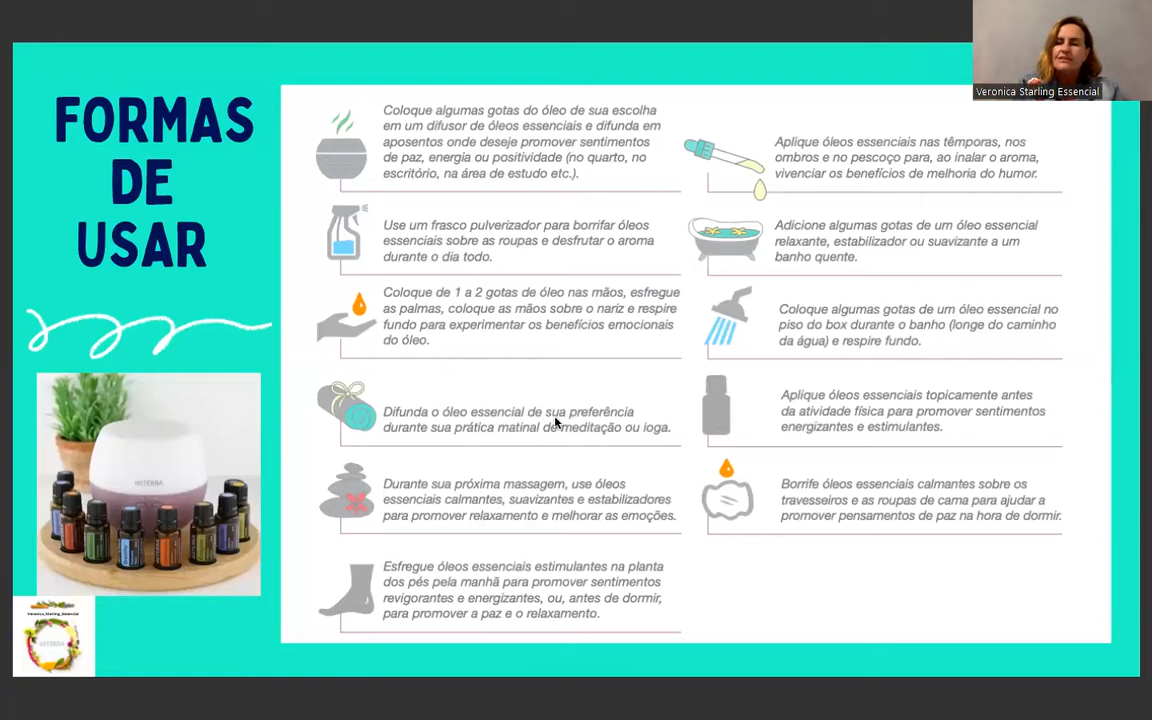 Veronica Starling Essencial
FORMAS
DE
USAR
Coloque algumas gotas do óleo de sua escolha
em um difusor de óleos essenciais e difunda em
aposentos onde deseje promover sentimentos
de paz, energia ou positividade (no quarto, no
escritório, na área de estudo etc.).
Use um frasco pulverizador para borrifar óleos
essenciais sobre as roupas e desfrutar o aroma
durante o dia todo.
Coloque de 1 a 2 gotas de óleo nas mãos, esfregue
as palmas, coloque as mãos sobre o nariz e respire
fundo para experimentar os benefícios emocionais
do óleo.
Difunda o óleo essencial de sua preferência
durante sua prática matinal de meditação ou ioga.
Durante sua próxima massagem, use óleos
essenciais calmantes, suavizantes e estabilizadores
para promover relaxamento e melhorar as emoções.
Esfregue óleos essenciais estimulantes na planta
dos pés pela manhã para promover sentimentos
revigorantes e energizantes, ou, antes de dormir,
para promover a paz e o relaxamento.
Aplique óleos essenciais nas têmporas, nos
ombros e no pescoço para, ao inalar o aroma,
vivenciar os benefícios de melhoria do humor.
Adicione algumas gotas de um óleo essencial
relaxante, estabilizador ou suavizante a um
banho quente.
Coloque algumas gotas de um óleo essencial no
piso do box durante o banho (longe do caminho
da água) e respire fundo.
Aplique óleos essenciais topicamente antes
da atividade física para promover sentimentos
energizantes e estimulantes.
Borrife óleos essenciais calmantes sobre os
travesseiros e as roupas de cama para ajudar a
promover pensamentos de paz na hora de dormir.
dōTERRA
Veronica_Starling_Essencial
dōTERRA